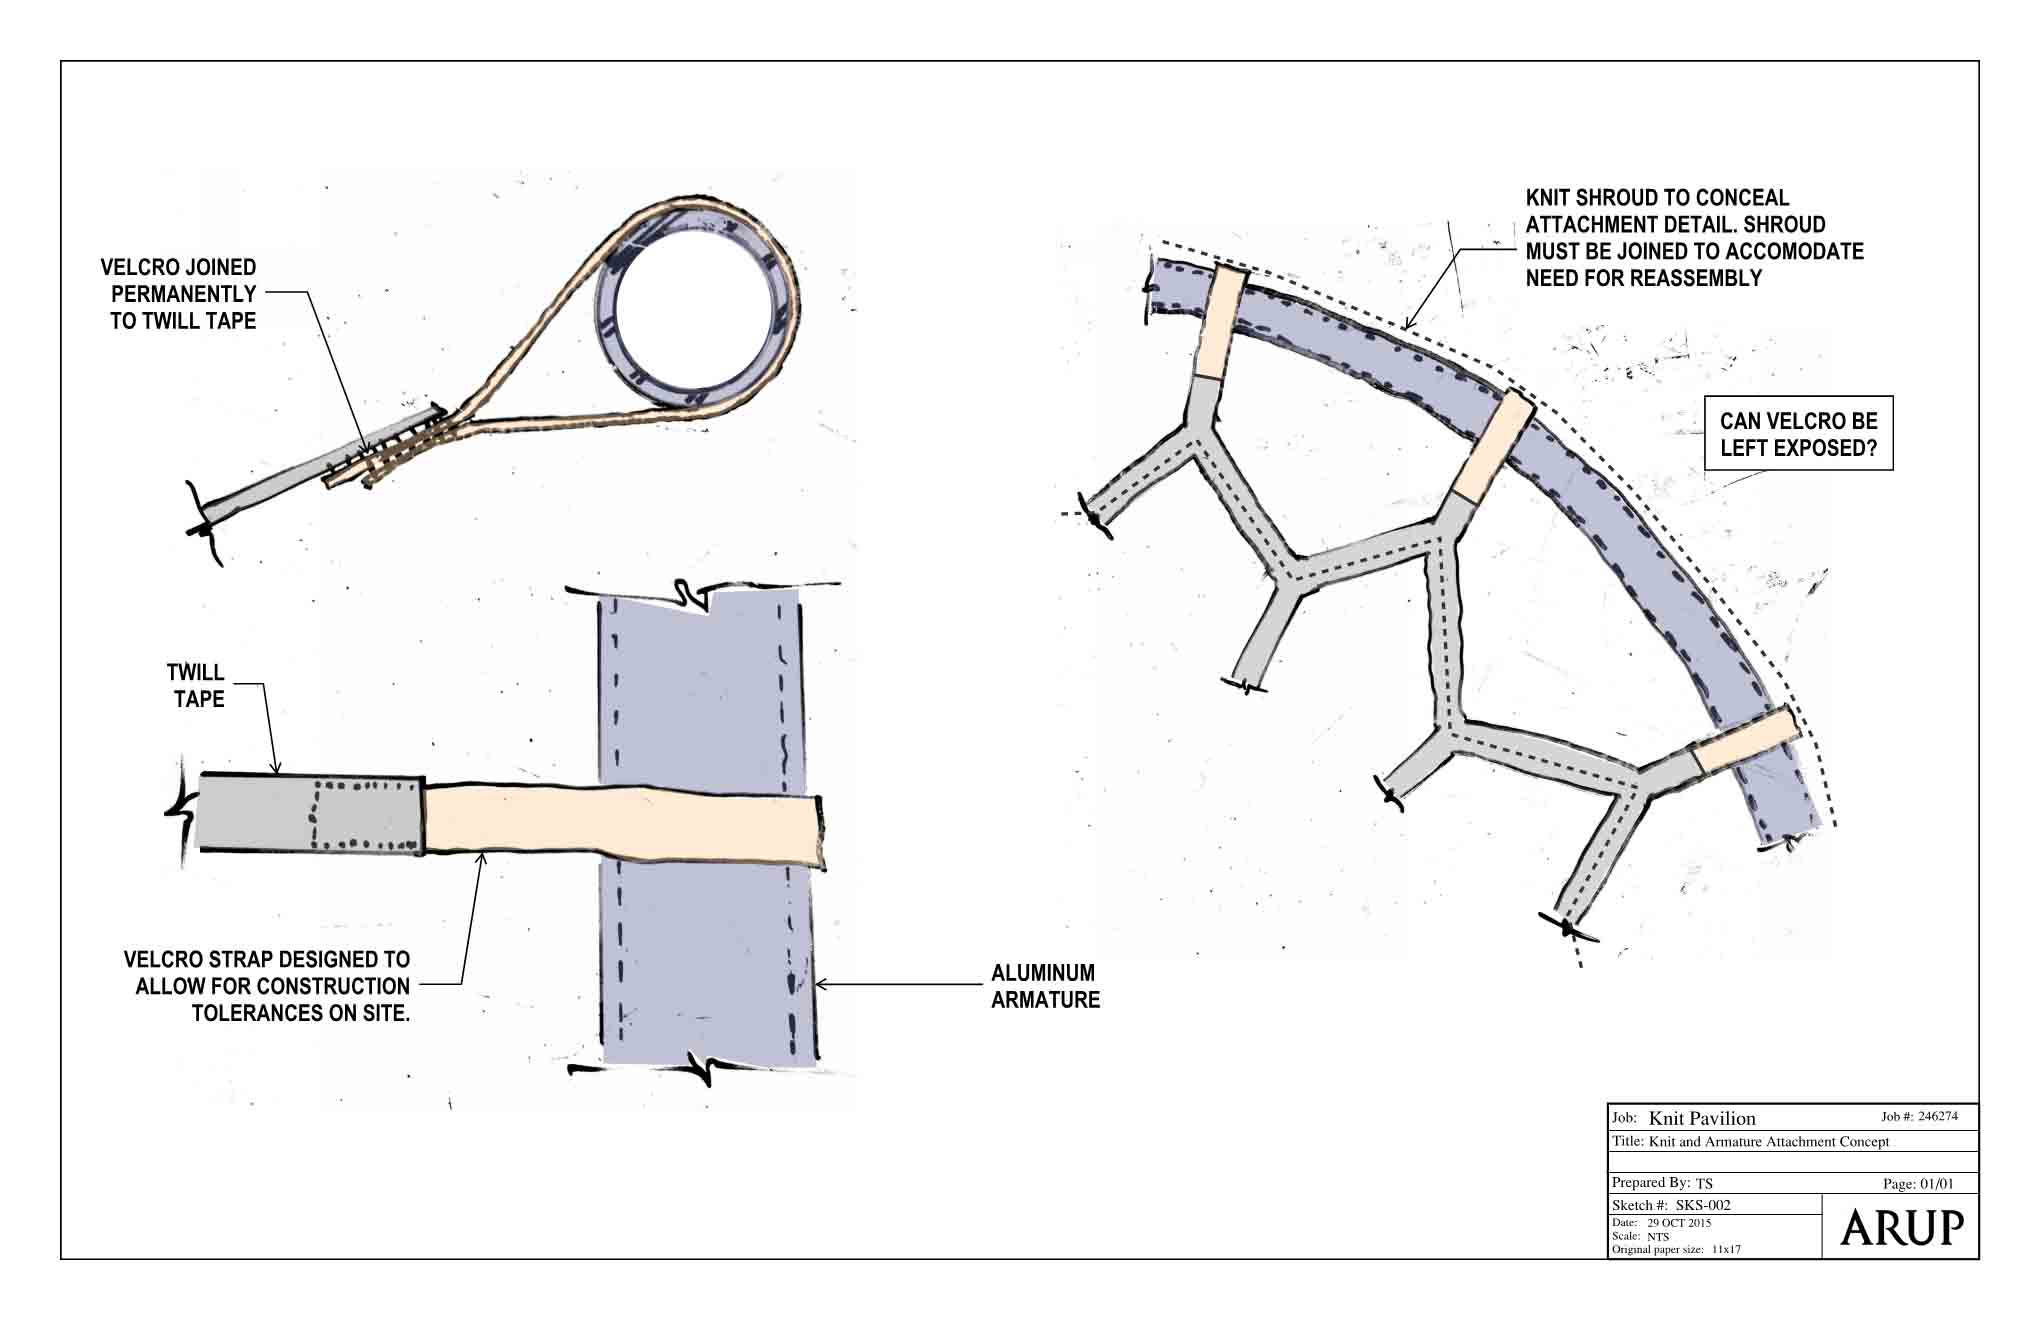 VELCRO JOINED
PERMANENTLY
TO TWILL TAPE
TWILL
TAPE
VELCRO STRAP DESIGNED TO
ALLOW FOR CONSTRUCTION
TOLERANCES ON SITE.
ALUMINUM
ARMATURE
KNIT SHROUD TO CONCEAL
ATTACHMENT DETAIL. SHROUD
MUST BE JOINED TO ACCOMODATE
NEED FOR REASSEMBLY
CAN VELCRO BE
LEFT EXPOSED?
Job: Knit Pavilion Job #: 246274
Title: Knit and Armature Attachment Concept
Prepared By: TS Page: 01/01
Sketch #: SKS-002
Date: 29 OCT 2015
Scale: NTS
Original paper size: 11x17
ARUP